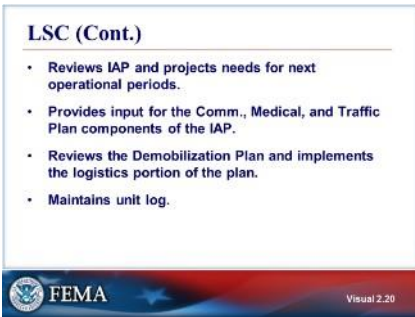 LSC (Cont.)
• Reviews IAP and projects needs for next
operational periods.
• Provides input for the Comm., Medical, and Traffic
Plan components of the IAP.
• Reviews the Demobilization Plan and implements
the logistics portion of the plan.
• Maintains unit log.
FEMA
Visual 2.20